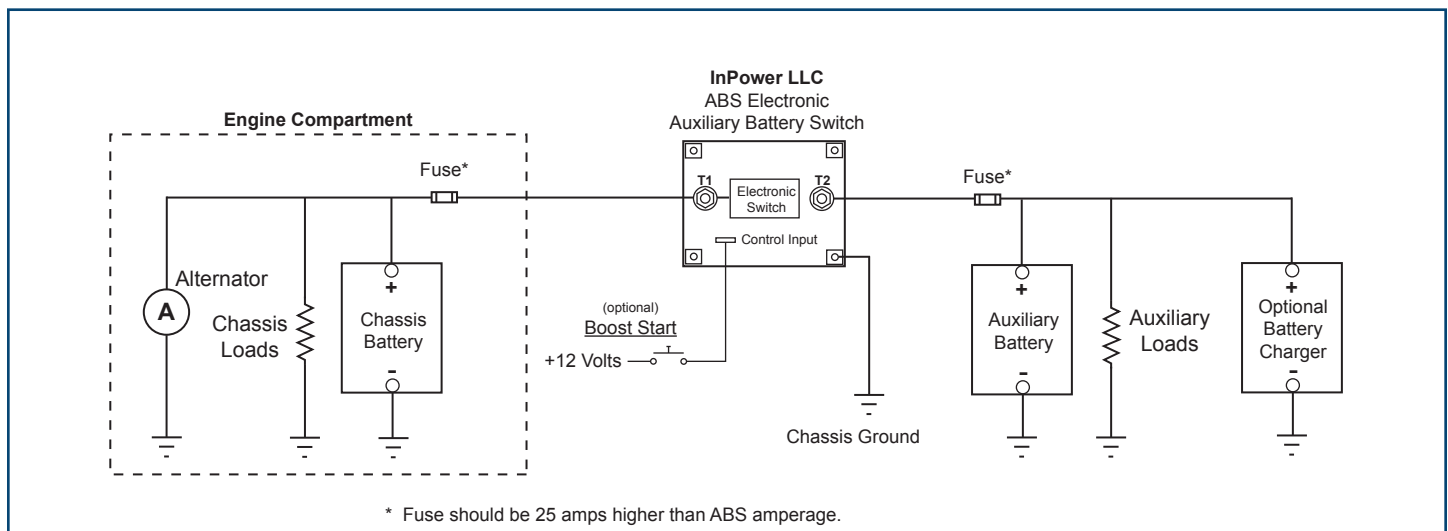 InPower LLC
ABS Electronic
Auxiliary Battery Switch
Engine Compartment
Fuse*
T1
Electronic
Switch
T2
Fuse*
Control Input
Alternator
A
Chassis
Loads
+
Chassis
Battery
-
(optional)
Boost Start
+12 Volts
Chassis Ground
+
Auxiliary
Battery
-
Auxiliary
Loads
+
Optional
Battery
Charger
-
* Fuse should be 25 amps higher than ABS amperage.